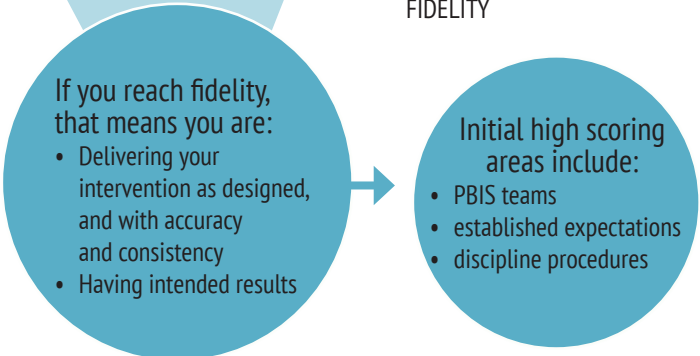 FIDELITY
If you reach fidelity,
that means you are:
• Delivering your
intervention as designed,
and with accuracy
and consistency
• Having intended results
Initial high scoring
areas include:
• PBIS teams
• established expectations
• discipline procedures